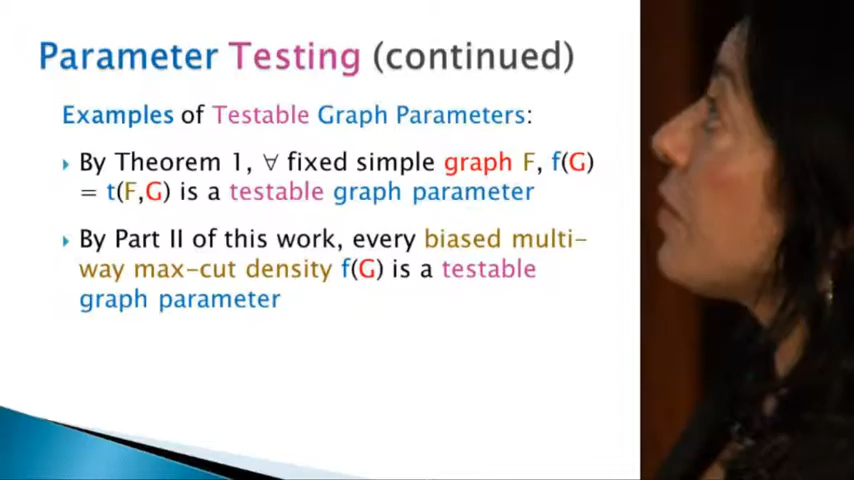 Parameter Testing (continued)
Examples of Testable Graph Parameters:
By Theorem 1, ∀ fixed simple graph F, f(G)
= t(F,G) is a testable graph parameter
By Part II of this work, every biased multi-
way max-cut density f(G) is a testable
graph parameter